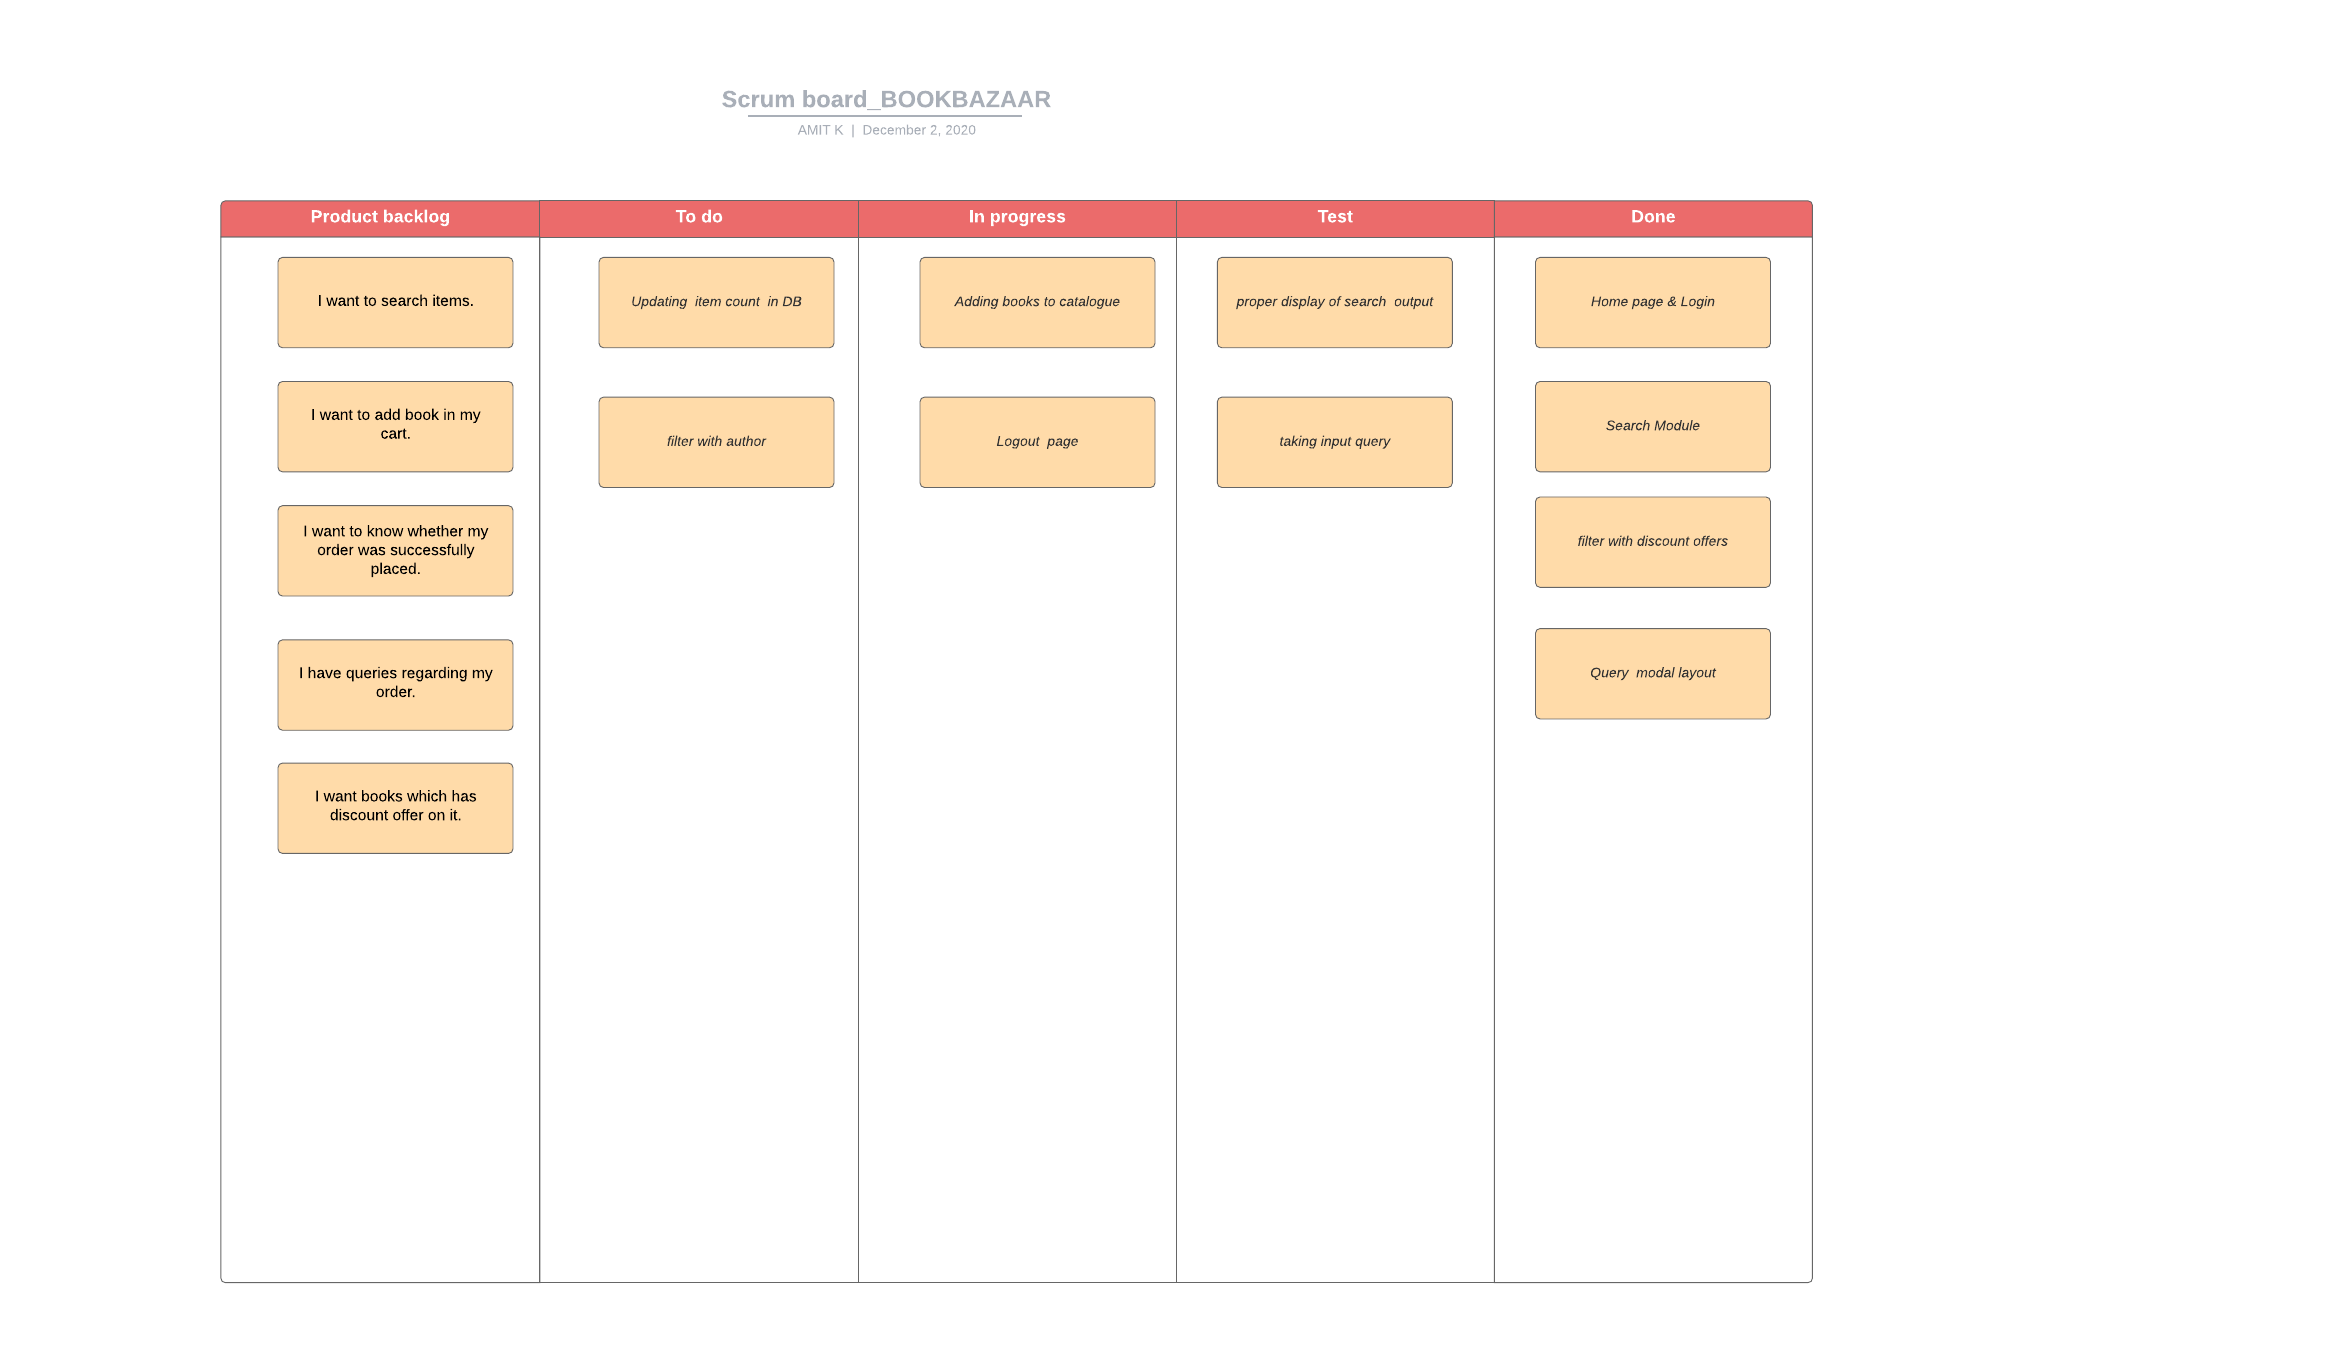 Scrum board_BOOKBAZAAR
AMIT K | December 2, 2020
Product backlog
To do
In progress
Test
Done
I want to search items.
I want to add book in my
cart.
I want to know whether my
order was successfully
placed.
I have queries regarding my
order.
I want books which has
discount offer on it.
Updating item count in DB
filter with author
Adding books to catalogue
Logout page
proper display of search output
taking input query
Home page & Login
Search Module
filter with discount offers
Query modal layout